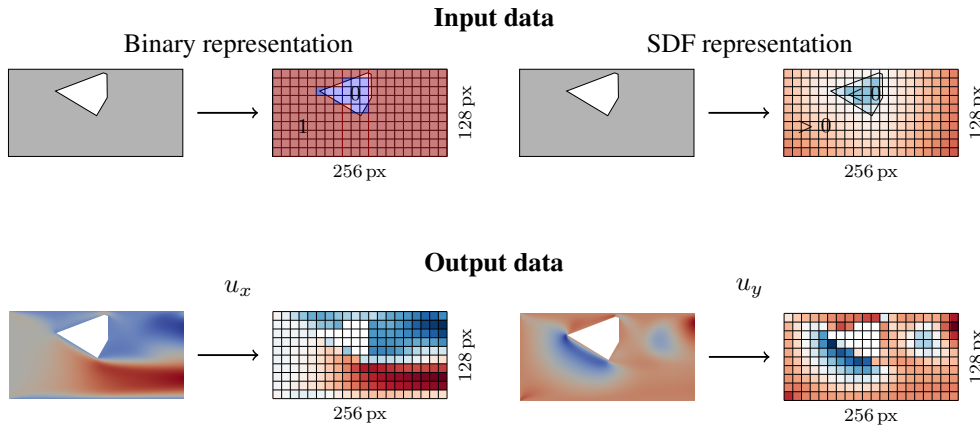 Input data
Binary representation
SDF representation
0
1
128 px
256 px
< 0
> 0
128 px
256 px
Output data
u_x
u_y
128 px
256 px
128 px
256 px